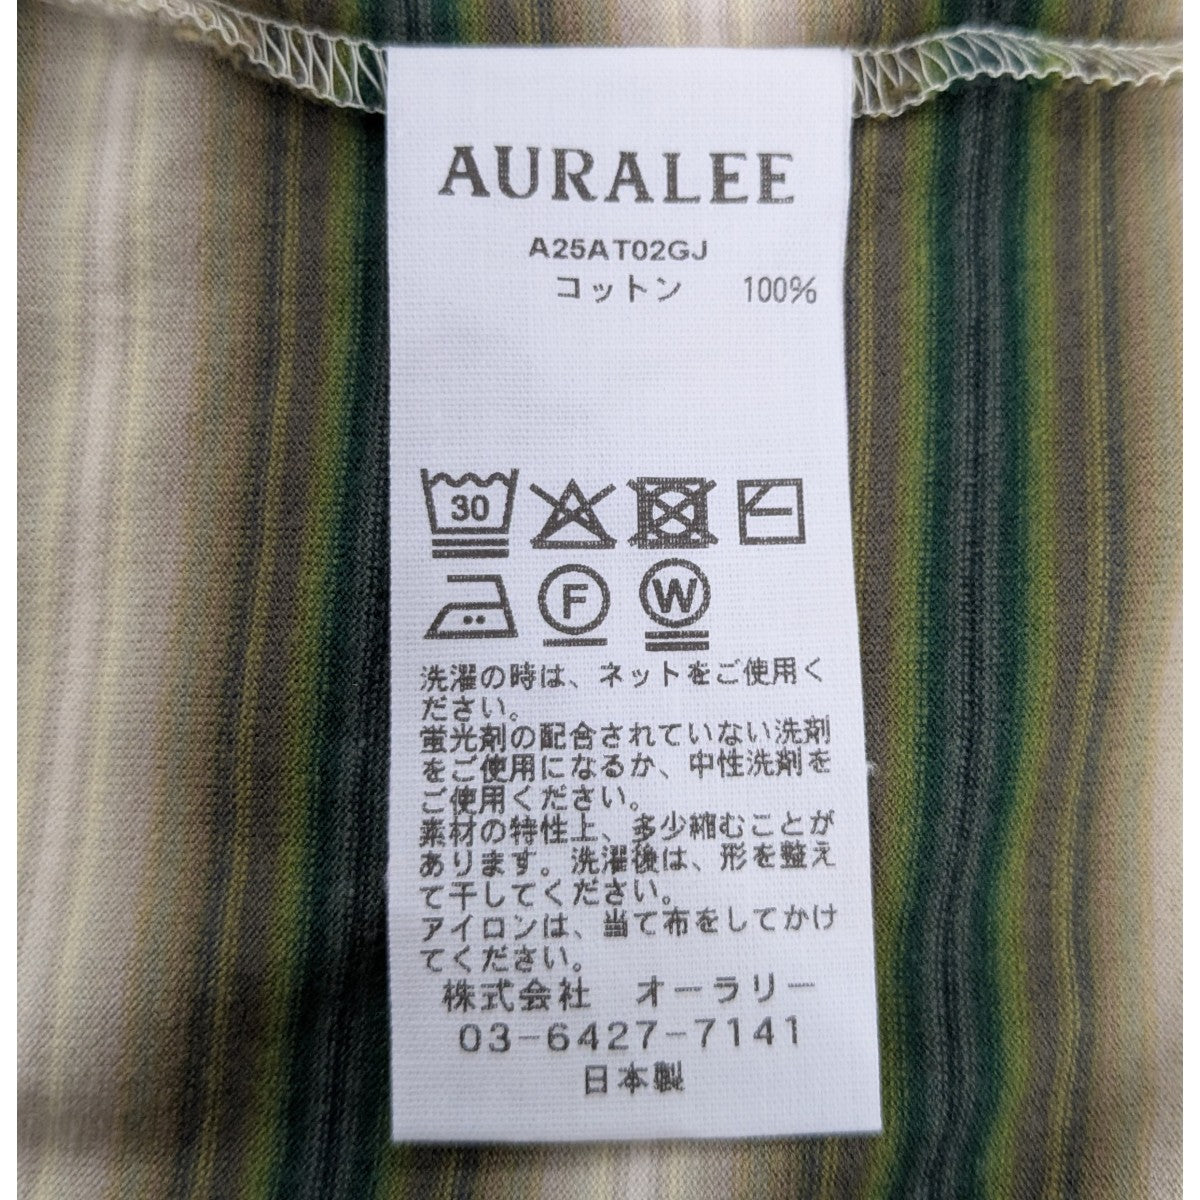 AURALEE
A25AT02GJ
コットン 100%
30
F W
洗濯の時は、ネットをご使用く
ださい。
蛍光剤の配合されていない洗剤
をご使用になるか、中性洗剤を
ご使用ください。
素材の特性上、多少縮むことが
あります。洗濯後は、形を整え
て干してください。
アイロンは、当て布をしてかけ
てください。
株式会社 オーラリー
03-6427-7141
日本製